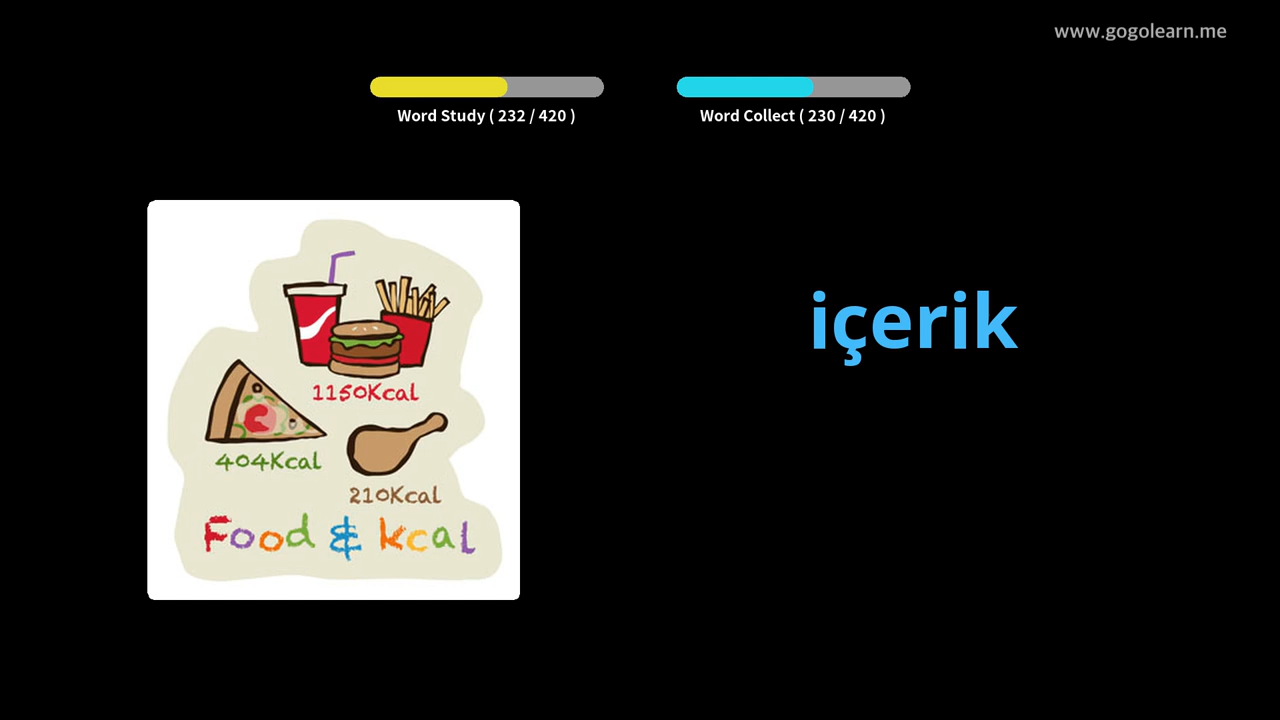 www.gogolearn.me
Word Study ( 232 / 420 )
Word Collect ( 230 / 420 )
içerik
1150Kcal
404Kcal
210Kcal
Food & kcal